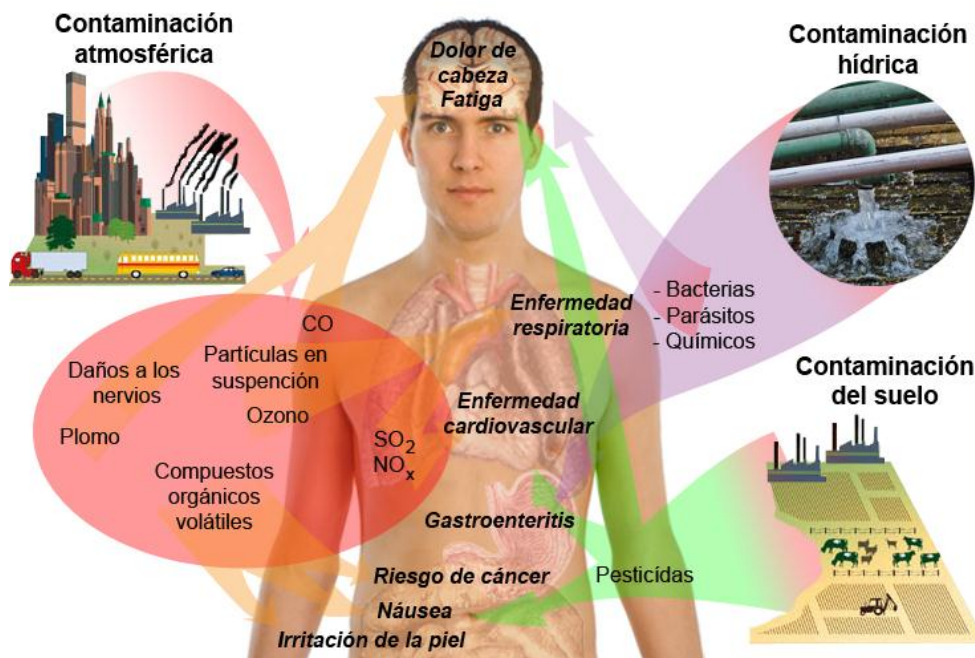 Contaminación
atmosférica
Dolor de
cabeza
Fatiga
Contaminación
hídrica
- Bacterias
- Parásitos
- Químicos
Enfermedad
respiratoria
CO
Partículas en
suspención
Daños a los
nervios
Ozono
Plomo
SO2
NOx
Compuestos
orgánicos
volátiles
Enfermedad
cardiovascular
Contaminación
del suelo
Gastroenteritis
Riesgo de cáncer
Pesticídas
Náusea
Irritación de la piel